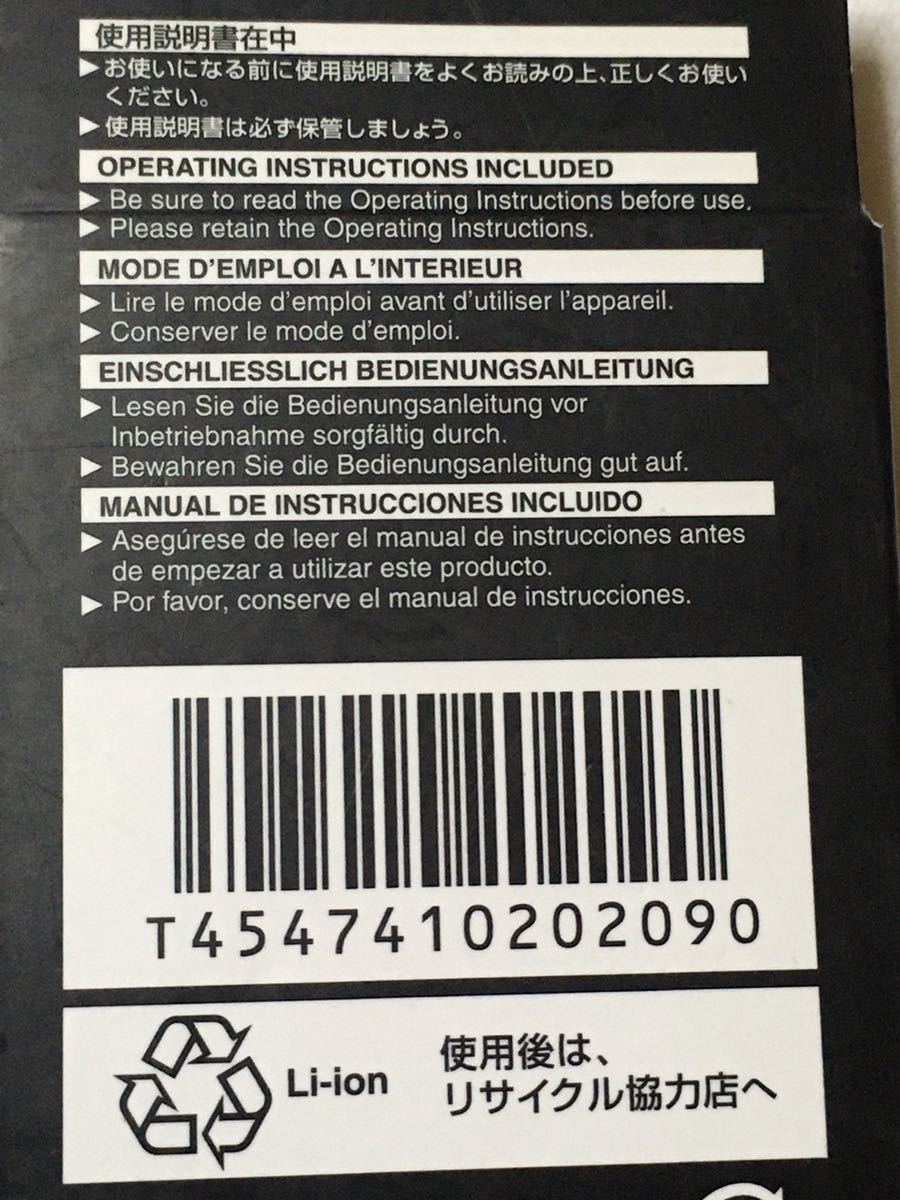 使用説明書在中
▶お使いになる前に使用説明書をよくお読みの上、正しくお使い
ください。
▶使用説明書は必ず保管しましょう。
OPERATING INSTRUCTIONS INCLUDED
▶ Be sure to read the Operating Instructions before use.
▶ Please retain the Operating Instructions.
MODE D'EMPLOI A L'INTERIEUR
▶ Lire le mode d'emploi avant d'utiliser l'appareil.
▶ Conserver le mode d'emploi.
EINSCHLIESSLICH BEDIENUNGSANLEITUNG
▶ Lesen Sie die Bedienungsanleitung vor
Inbetriebnahme sorgfältig durch.
▶ Bewahren Sie die Bedienungsanleitung gut auf.
MANUAL DE INSTRUCCIONES INCLUIDO
▶ Asegúrese de leer el manual de instrucciones antes
de empezar a utilizar este producto.
▶ Por favor, conserve el manual de instrucciones.
T4547410202090
Li-ion
使用後は、
リサイクル協力店へ